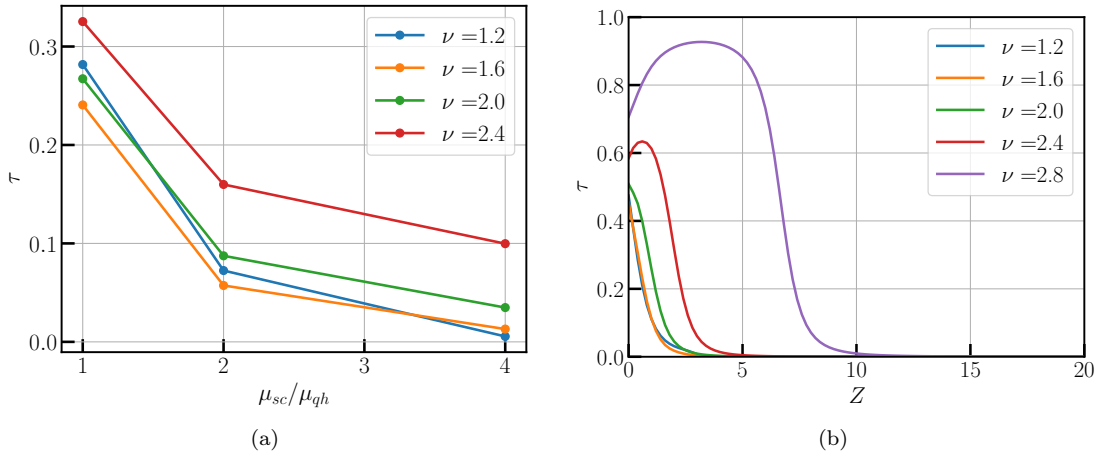 τ
0.3
0.2
0.1
0.0
1
2
3
4
μ_sc/μ_qh
ν =1.2
ν =1.6
ν =2.0
ν =2.4
(a)
τ
1.0
0.8
0.6
0.4
0.2
0.0
0
5
10
15
20
Z
ν =1.2
ν =1.6
ν =2.0
ν =2.4
ν =2.8
(b)